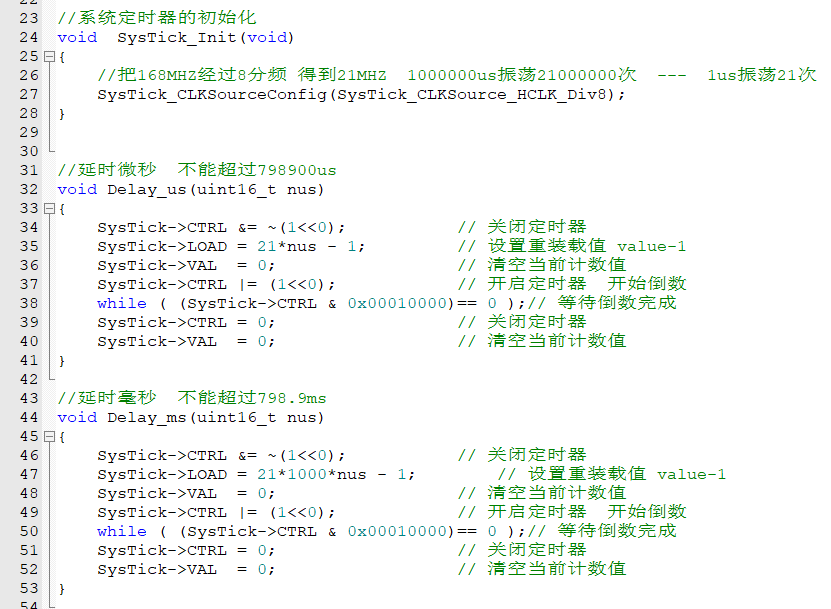 23 //系统定时器的初始化
24 void  SysTick_Init(void)
25 {
26     //把168MHZ经过8分频 得到21MHZ  1000000us振荡21000000次  ---  1us振荡21次
27     SysTick_CLKSourceConfig(SysTick_CLKSource_HCLK_Div8);
28 }
29
30
31 //延时微秒  不能超过798900us
32 void Delay_us(uint16_t nus)
33 {
34     SysTick->CTRL &= ~(1<<0);           // 关闭定时器
35     SysTick->LOAD = 21*nus - 1;         // 设置重装载值 value-1
36     SysTick->VAL  = 0;                  // 清空当前计数值
37     SysTick->CTRL |= (1<<0);            // 开启定时器  开始倒数
38     while ( (SysTick->CTRL & 0x00010000)== 0 );// 等待倒数完成
39     SysTick->CTRL = 0;                  // 关闭定时器
40     SysTick->VAL  = 0;                  // 清空当前计数值
41 }
42
43 //延时毫秒  不能超过798.9ms
44 void Delay_ms(uint16_t nus)
45 {
46     SysTick->CTRL &= ~(1<<0);           // 关闭定时器
47     SysTick->LOAD = 21*1000*nus - 1;        // 设置重装载值 value-1
48     SysTick->VAL  = 0;                  // 清空当前计数值
49     SysTick->CTRL |= (1<<0);            // 开启定时器  开始倒数
50     while ( (SysTick->CTRL & 0x00010000)== 0 );// 等待倒数完成
51     SysTick->CTRL = 0;                  // 关闭定时器
52     SysTick->VAL  = 0;                  // 清空当前计数值
53 }
54